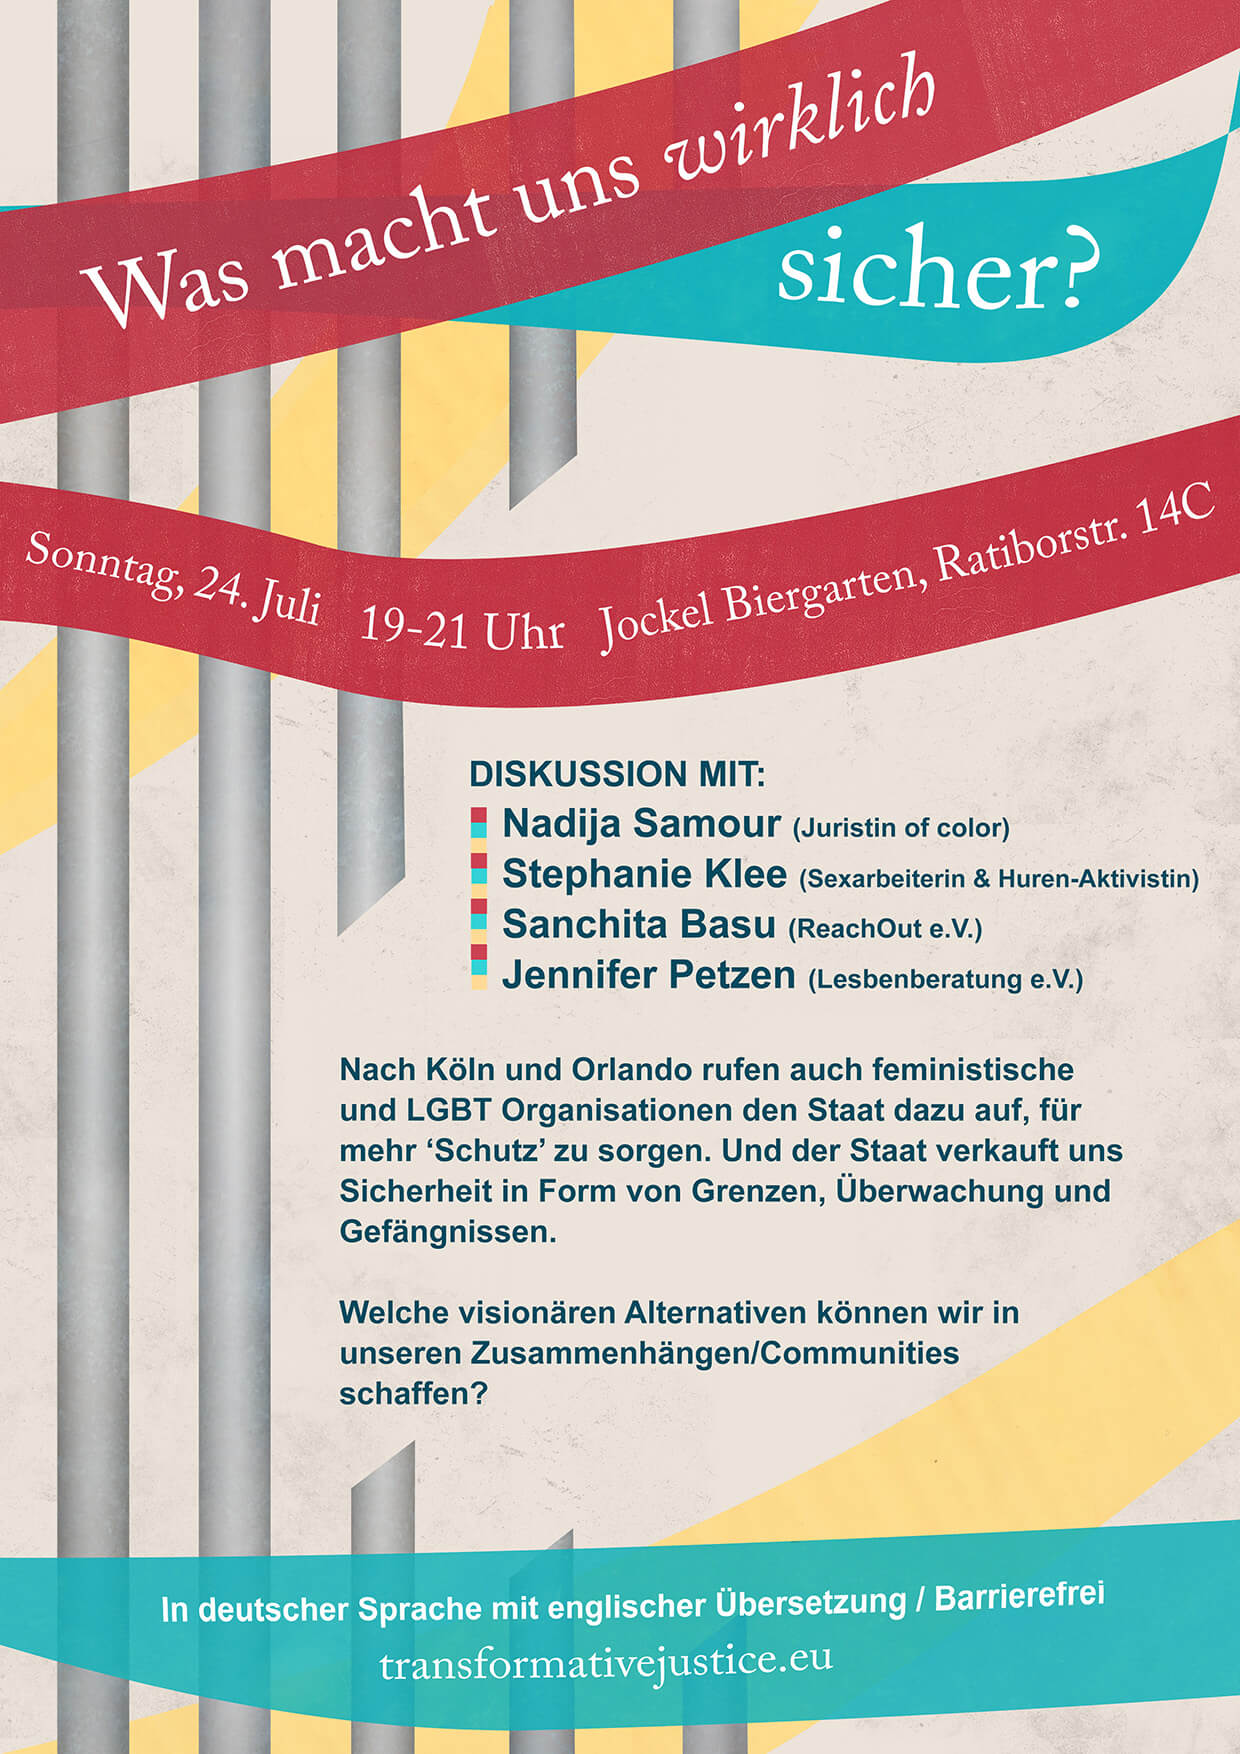 Was macht uns wirklich
sicher?
Sonntag, 24. Juli 19-21 Uhr Jockel Biergarten, Ratiborstr. 14C
DISKUSSION MIT:
Nadija Samour (Juristin of color)
Stephanie Klee (Sexarbeiterin & Huren-Aktivistin)
Sanchita Basu (ReachOut e.V.)
Jennifer Petzen (Lesbenberatung e.V.)
Nach Köln und Orlando rufen auch feministische
und LGBT Organisationen den Staat dazu auf, für
mehr ‘Schutz’ zu sorgen. Und der Staat verkauft uns
Sicherheit in Form von Grenzen, Überwachung und
Gefängnissen.
Welche visionären Alternativen können wir in
unseren Zusammenhängen/Communities
schaffen?
In deutscher Sprache mit englischer Übersetzung / Barrierefrei
transformativejustice.eu